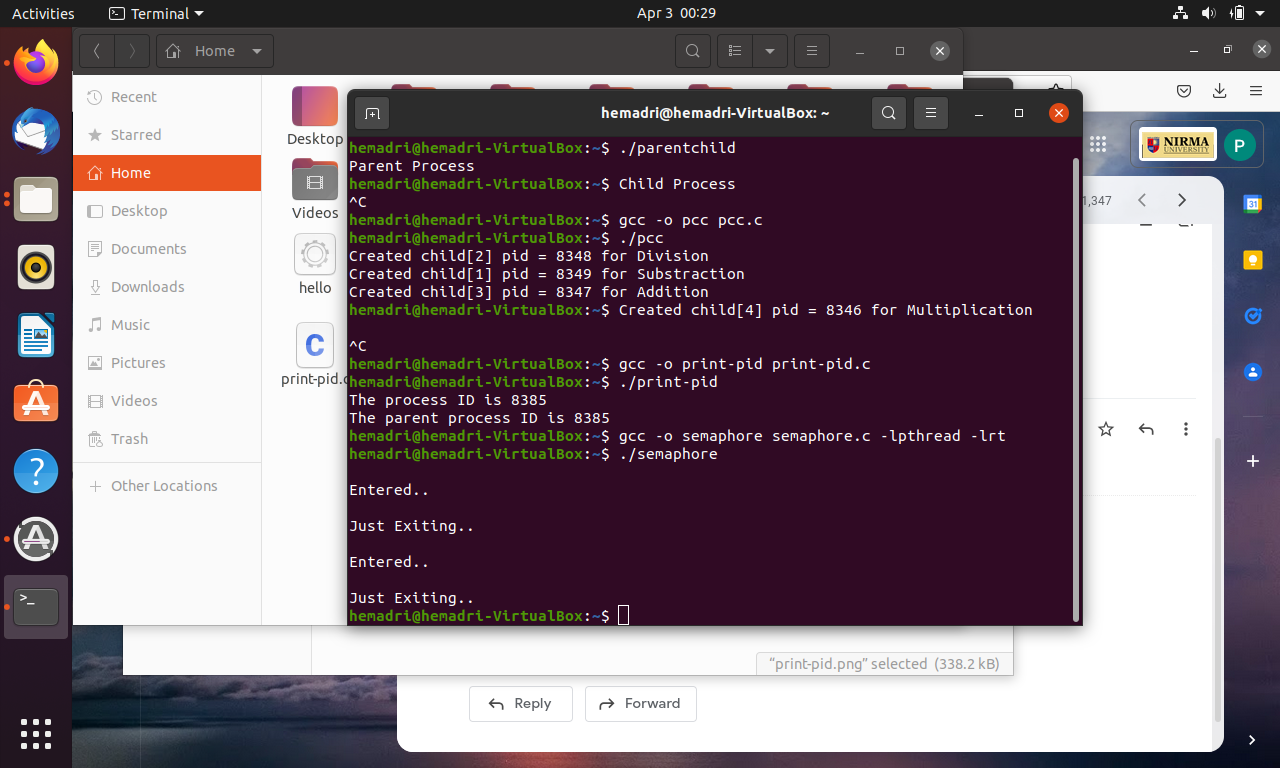 Activities
Terminal
Apr 3 00:29
Home
Recent
Starred
Home
Desktop
Documents
Downloads
Music
Pictures
Videos
Trash
Other Locations
Desktop
Videos
hello
C
print-pid.c
hemadri@hemadri-VirtualBox: ~
hemadri@hemadri-VirtualBox:~$ ./parentchild
Parent Process
hemadri@hemadri-VirtualBox:~$ Child Process
^C
hemadri@hemadri-VirtualBox:~$ gcc -o pcc pcc.c
hemadri@hemadri-VirtualBox:~$ ./pcc
Created child[2] pid = 8348 for Division
Created child[1] pid = 8349 for Substraction
Created child[3] pid = 8347 for Addition
hemadri@hemadri-VirtualBox:~$ Created child[4] pid = 8346 for Multiplication
^C
hemadri@hemadri-VirtualBox:~$ gcc -o print-pid print-pid.c
hemadri@hemadri-VirtualBox:~$ ./print-pid
The process ID is 8385
The parent process ID is 8385
hemadri@hemadri-VirtualBox:~$ gcc -o semaphore semaphore.c -lpthread -lrt
hemadri@hemadri-VirtualBox:~$ ./semaphore
Entered..
Just Exiting..
Entered..
Just Exiting..
hemadri@hemadri-VirtualBox:~$
"print-pid.png" selected (338.2 kB)
NIRMA
UNIVERSITY
P
1,347
31
Reply
Forward